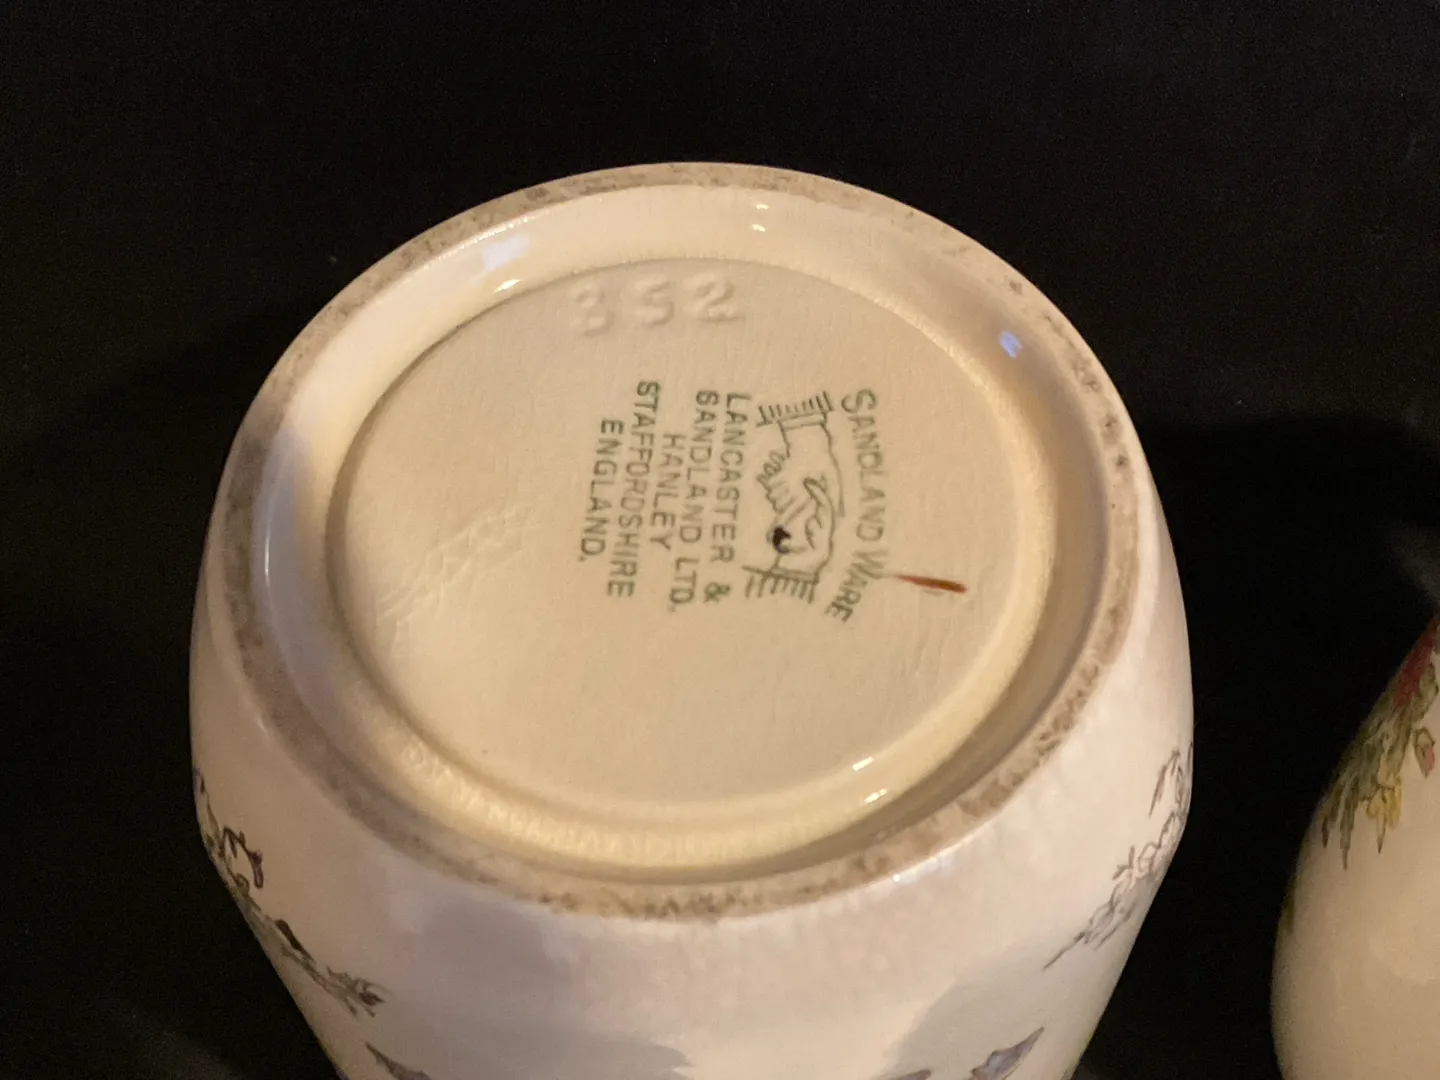 352
SANDLAND WARE
LANCASTER &
SANDLAND LTD.
HANLEY
STAFFORDSHIRE
ENGLAND.